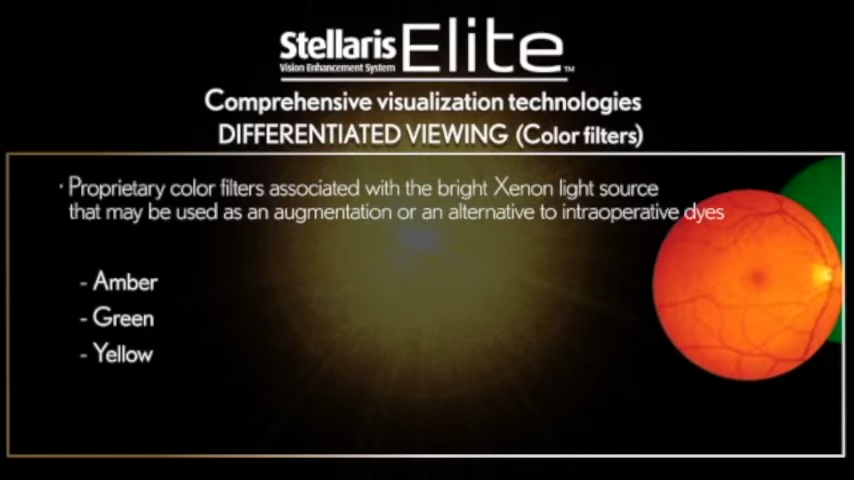 Stellaris Elite™
Vision Enhancement System
Comprehensive visualization technologies
DIFFERENTIATED VIEWING (Color filters)
· Proprietary color filters associated with the bright Xenon light source
that may be used as an augmentation or an alternative to intraoperative dyes
- Amber
- Green
- Yellow